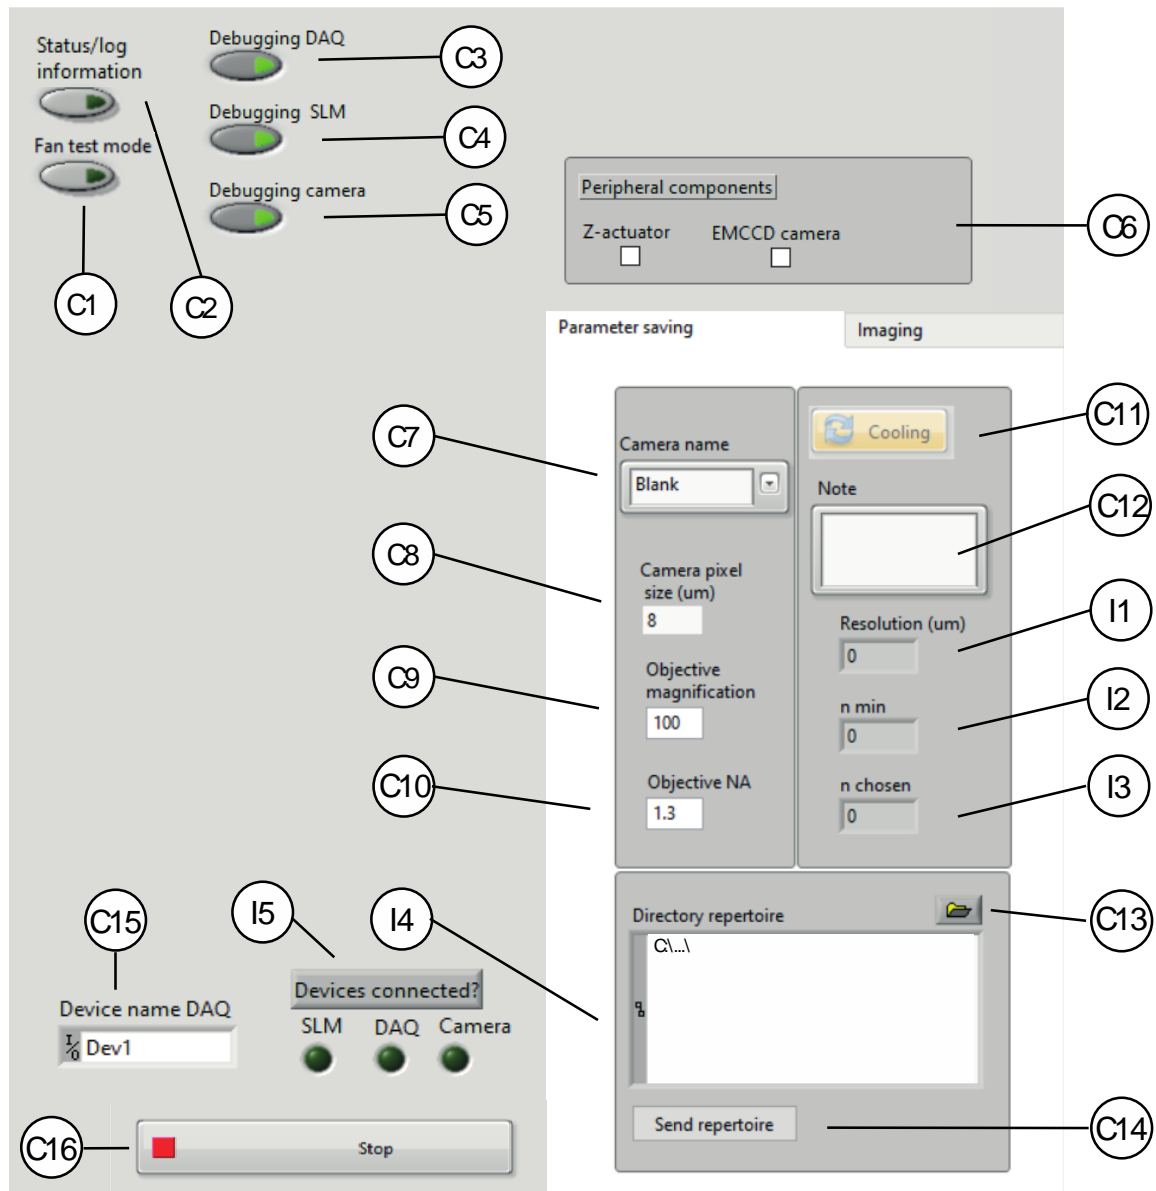 Status/log
information
Debugging DAQ
C3
Debugging SLM
C4
Fan test mode
Debugging camera
C5
C1
C2
Peripheral components
Z-actuator
EMCCD camera
C6
Parameter saving
Imaging
C7
Camera name
Blank
Cooling
C11
Note
C12
C8
Camera pixel
size (um)
8
Resolution (um)
0
I1
C9
Objective
magnification
100
n min
0
I2
C10
Objective NA
1.3
n chosen
0
I3
C15
I5
I4
Directory repertoire
C:\...\
C13
Device name DAQ
Dev1
Devices connected?
SLM
DAQ
Camera
Send repertoire
C14
C16
Stop